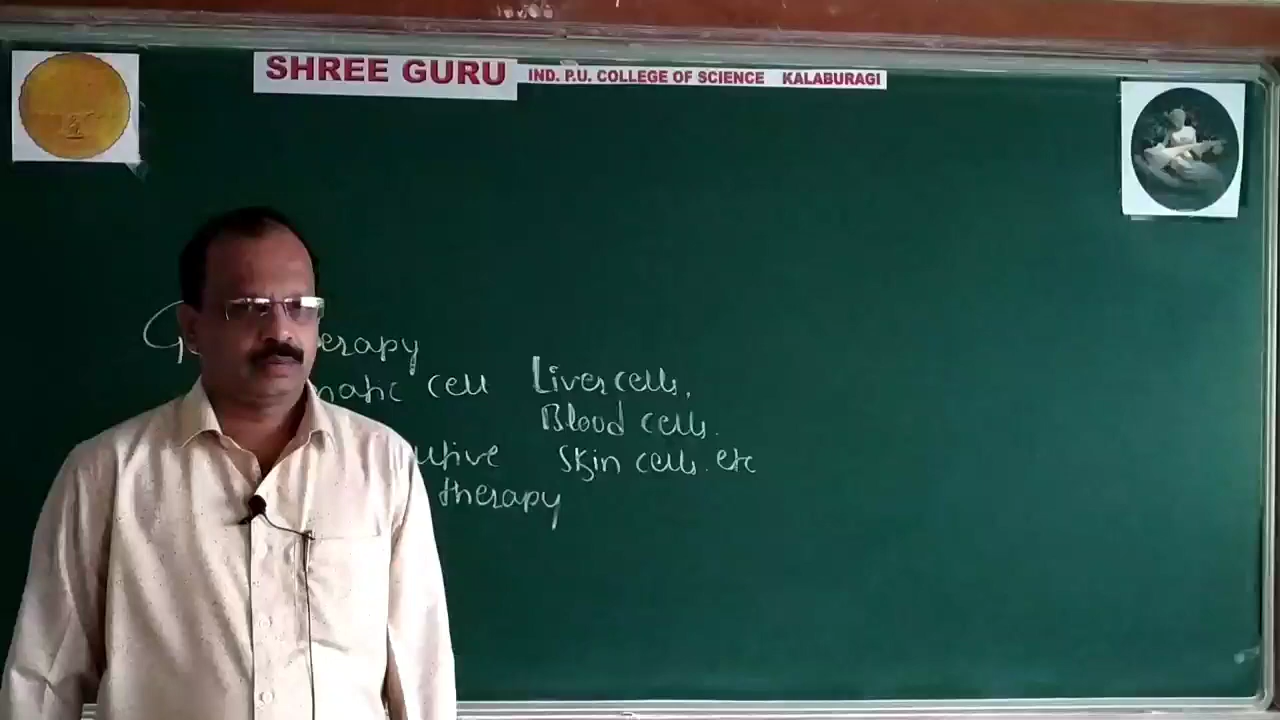 SHREE GURU IND. P.U. COLLEGE OF SCIENCE KALABURAGI
erapy
cell Liver cells,
Blood cells.
Skin cells. etc
therapy